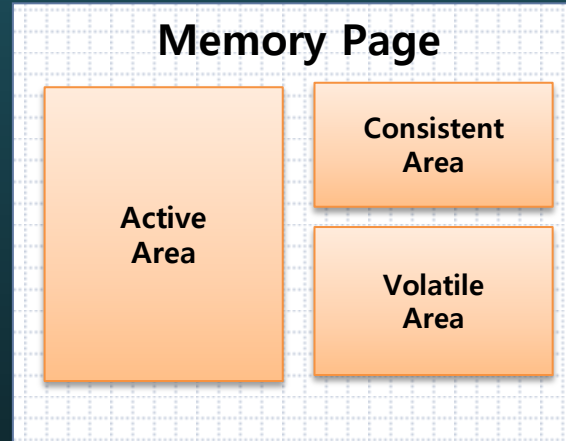 Memory Page
Active
Area
Consistent
Area
Volatile
Area